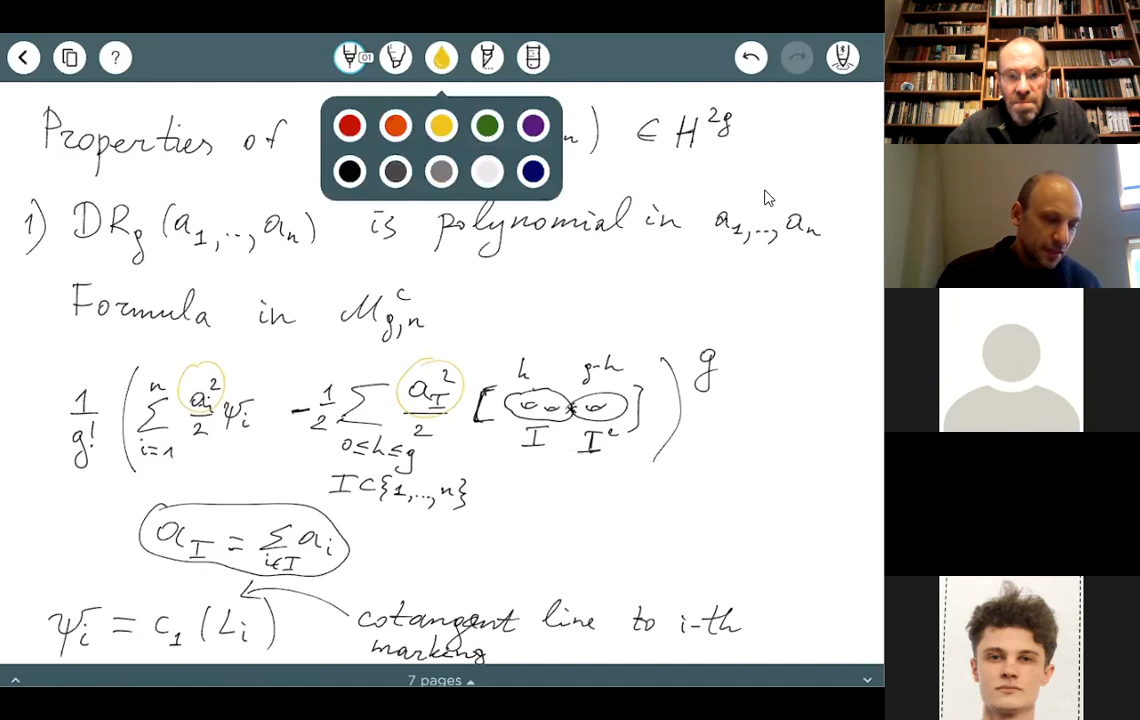 Properties of n) ∈ H^{2g}
1) DR_g (a_1,..,a_n) is polynomial in a_1,..,a_n
Formula in M^c_{g,n}
1/g! ( Σ_{i=1}^{n} a_i^2/2 ψ_i - 1/2 Σ_{0≤h≤g, I⊂{1,...,n}} a_I^2/2 [ h g-h I I^c ] )^g
a_I = Σ_{i∈I} a_i
ψ_i = c_1 (L_i) cotangent line to i-th
marking
7 pages